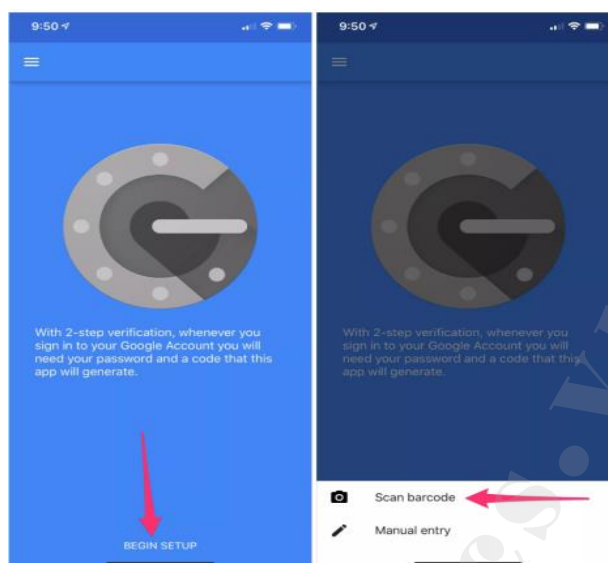 9:50
With 2-step verification, whenever you
sign in to your Google Account you will
need your password and a code that this
app will generate.
BEGIN SETUP
9:50
With 2-step verification, whenever you
sign in to your Google Account you will
need your password and a code that this
app will generate.
Scan barcode
Manual entry